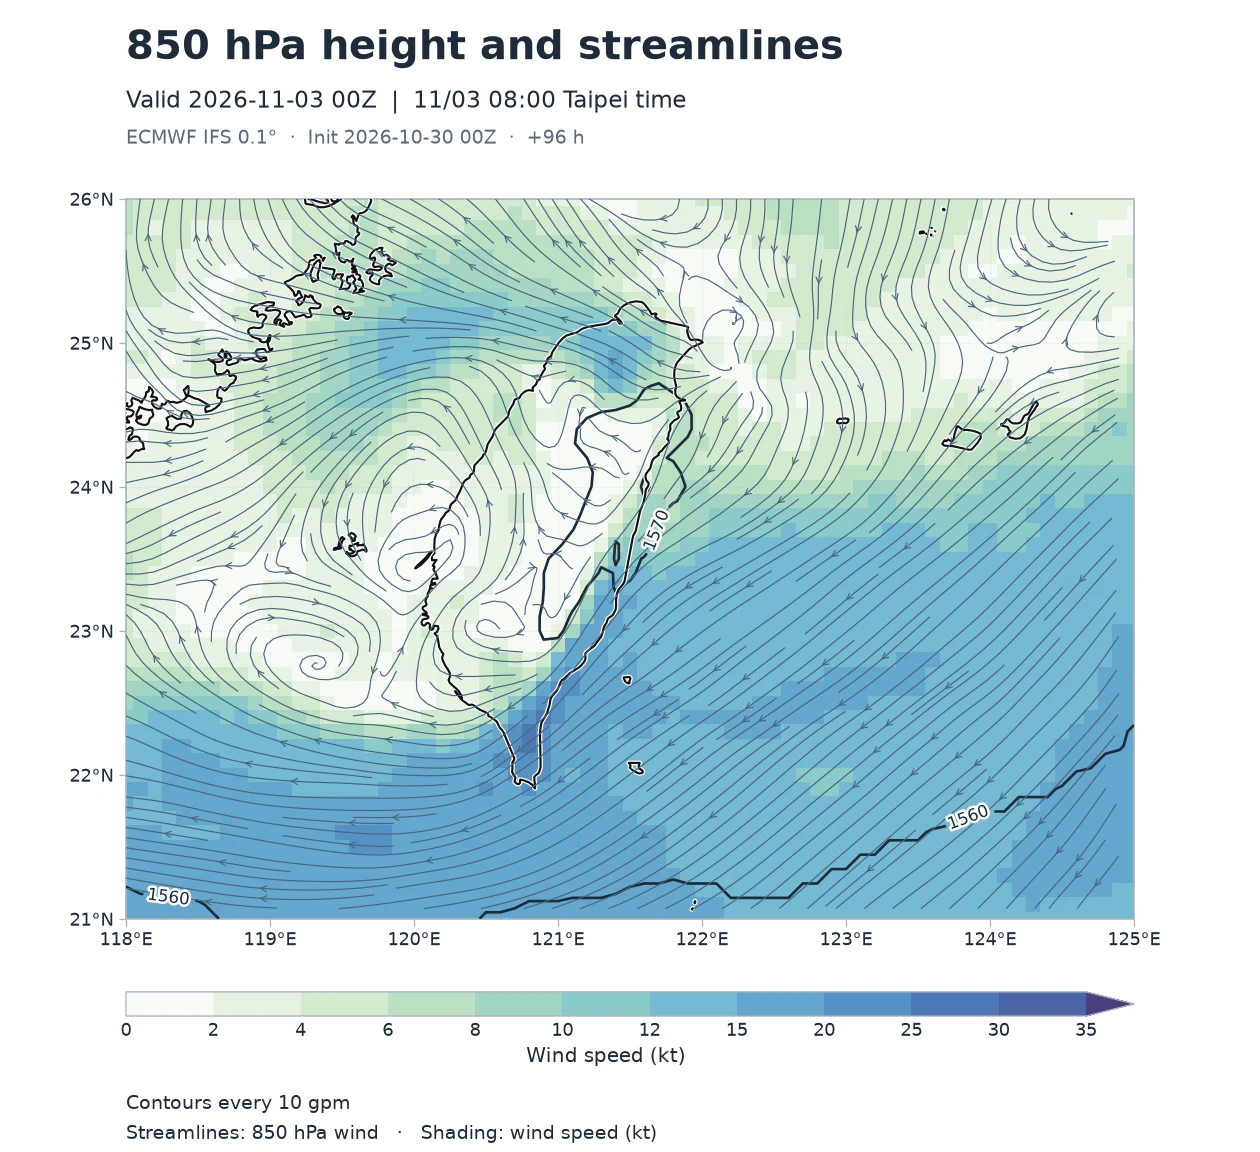 850 hPa height and streamlines
Valid 2026-11-03 00Z | 11/03 08:00 Taipei time
ECMWF IFS 0.1° · Init 2026-10-30 00Z · +96 h
26°N
25°N
24°N
1570
23°N
22°N
1560
1560
21°N
118°E 119°E 120°E 121°E 122°E 123°E 124°E 125°E
0 2 4 6 8 10 12 15 20 25 30 35
Wind speed (kt)
Contours every 10 gpm
Streamlines: 850 hPa wind · Shading: wind speed (kt)